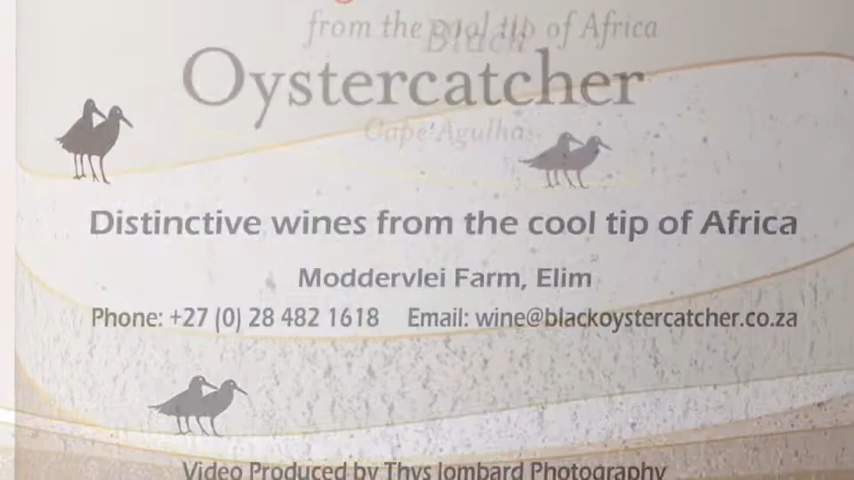 from the cool tip of Africa
Black
Oystercatcher
Cape Agulhas
Distinctive wines from the cool tip of Africa
Moddervlei Farm, Elim
Phone: +27 (0) 28 482 1618 Email: wine@blackoystercatcher.co.za
Video Produced by Thys Lombard Photography